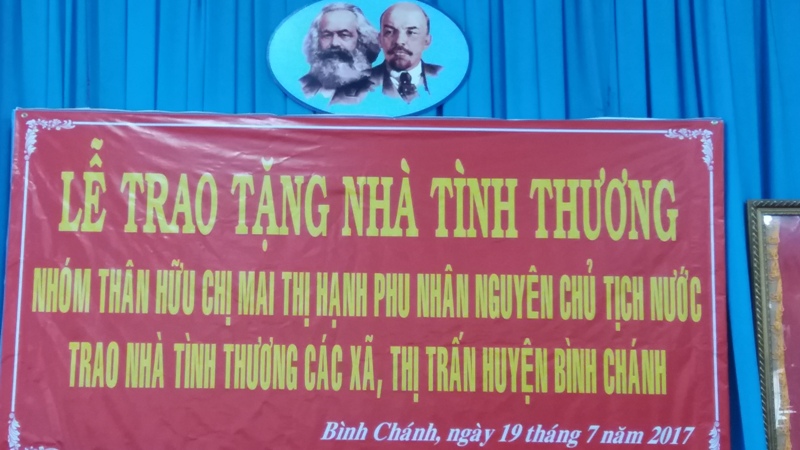 LỄ TRAO TẶNG NHÀ TÌNH THƯƠNG
NHÓM THÂN HỮU CHỊ MAI THỊ HẠNH PHU NHÂN NGUYÊN CHỦ TỊCH NƯỚC
TRAO NHÀ TÌNH THƯƠNG CÁC XÃ, THỊ TRẤN HUYỆN BÌNH CHÁNH
Bình Chánh, ngày 19 tháng 7 năm 2017